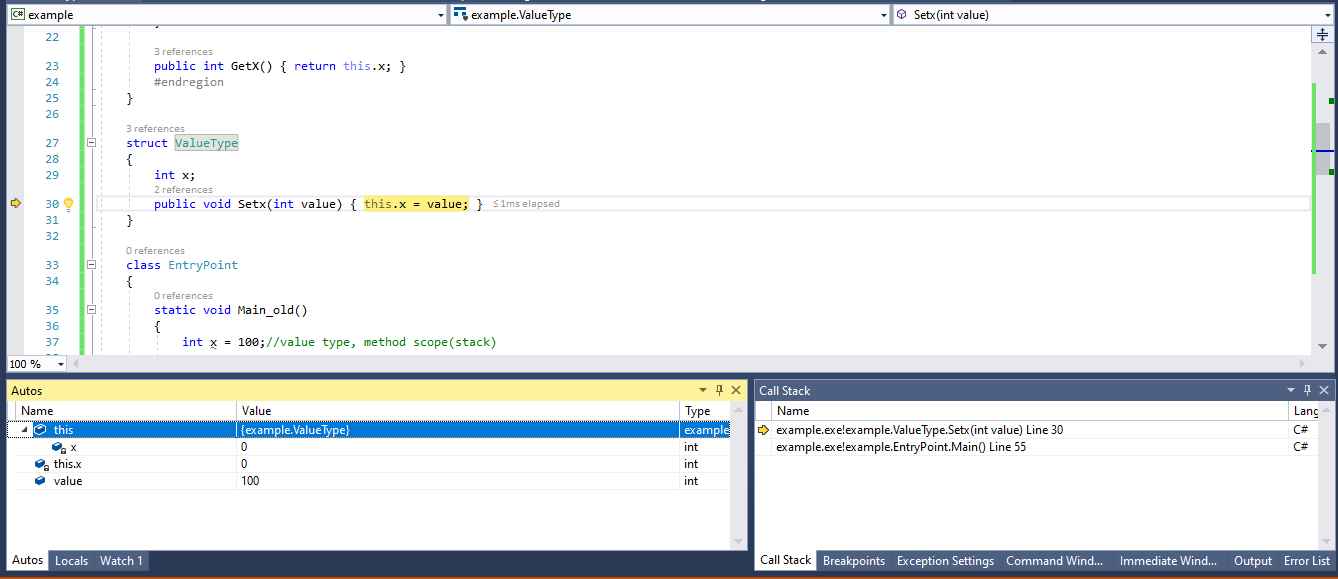 C# example example.ValueType Setx(int value)
22
3 references
23 public int GetX() { return this.x; }
24 #endregion
25 }
26
3 references
27 struct ValueType
28 {
29 int x;
2 references
30 public void Setx(int value) { this.x = value; } ≤1ms elapsed
31 }
32
0 references
33 class EntryPoint
34 {
0 references
35 static void Main_old()
36 {
37 int x = 100;//value type, method scope(stack)
100 %
Autos
Name Value Type
this {example.ValueType} example
x 0 int
this.x 0 int
value 100 int
Autos Locals Watch 1
Call Stack
Name Lang
example.exe!example.ValueType.Setx(int value) Line 30 C#
example.exe!example.EntryPoint.Main() Line 55 C#
Call Stack Breakpoints Exception Settings Command Wind... Immediate Wind... Output Error List